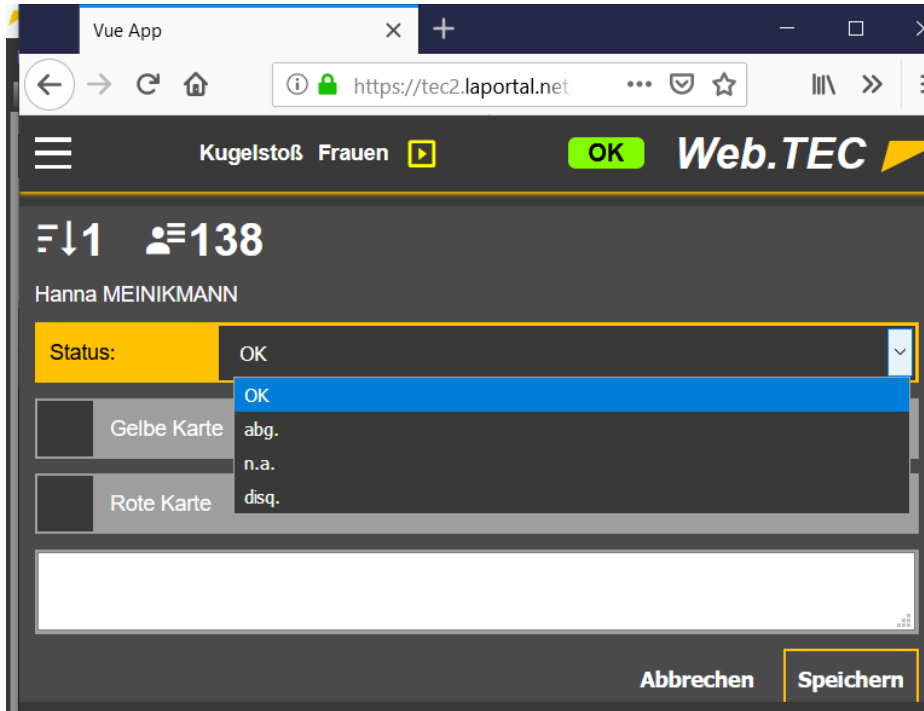 Vue App
https://tec2.laportal.net/
Kugelstoß Frauen OK Web.TEC
1 138
Hanna MEINIKMANN
Status: OK
OK
Gelbe Karte abg.
n.a.
Rote Karte disq.
Abbrechen Speichern